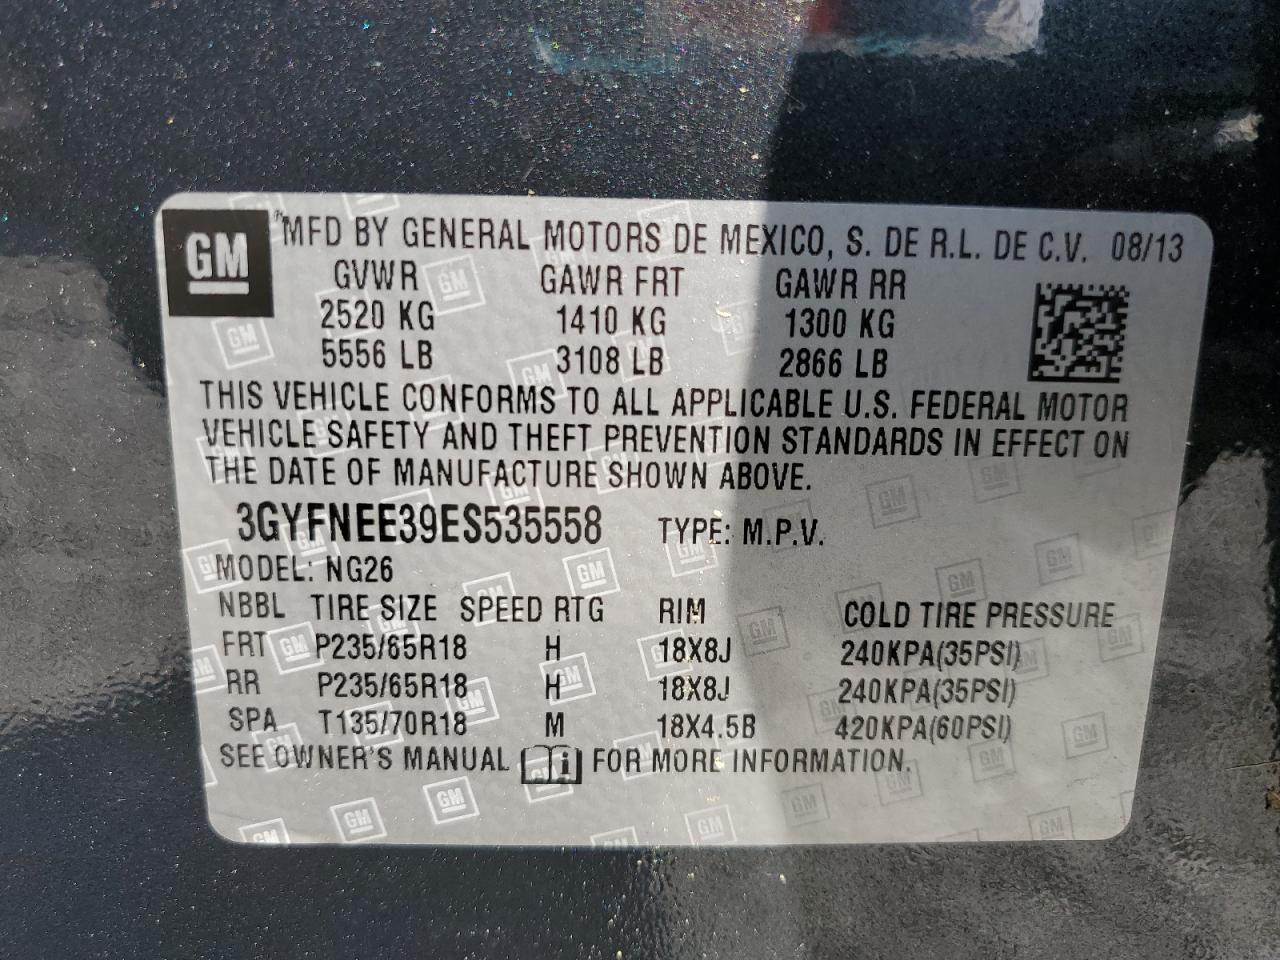 GM MFD BY GENERAL MOTORS DE MEXICO, S. DE R.L. DE C.V. 08/13
GVWR GAWR FRT GAWR RR
2520 KG 1410 KG 1300 KG
5556 LB 3108 LB 2866 LB
THIS VEHICLE CONFORMS TO ALL APPLICABLE U.S. FEDERAL MOTOR
VEHICLE SAFETY AND THEFT PREVENTION STANDARDS IN EFFECT ON
THE DATE OF MANUFACTURE SHOWN ABOVE.
3GYFNEE39ES535558 TYPE: M.P.V.
MODEL: NG26
NBBL TIRE SIZE SPEED RTG RIM COLD TIRE PRESSURE
FRT P235/65R18 H 18X8J 240KPA(35PSI)
RR P235/65R18 H 18X8J 240KPA(35PSI)
SPA T135/70R18 M 18X4.5B 420KPA(60PSI)
SEE OWNER'S MANUAL i FOR MORE INFORMATION.